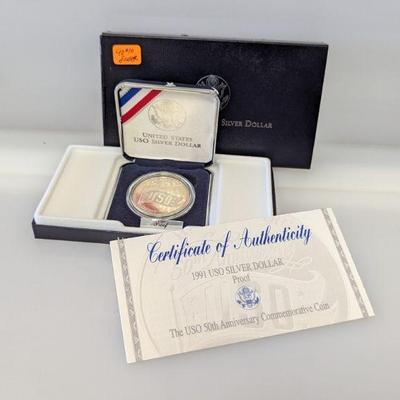 SILVER DOLLAR
UNITED STATES
USO SILVER DOLLAR
USO
Certificate of Authenticity
1991 USO SILVER DOLLAR
Proof
The USO 50th Anniversary Commemorative Coin